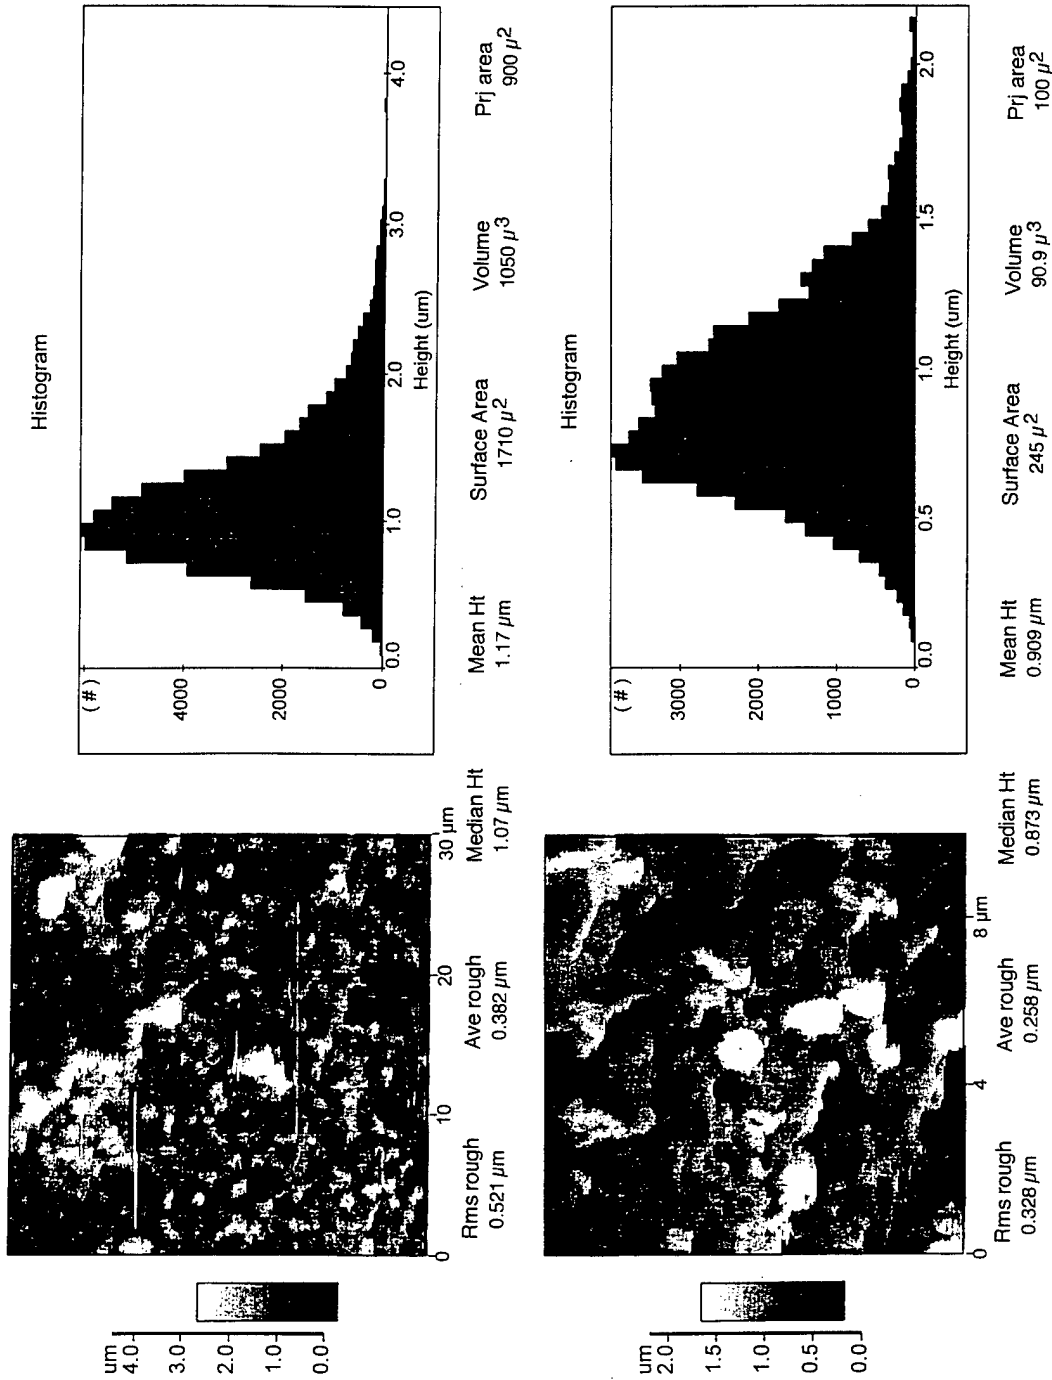 um
4.0
3.0
2.0
1.0
0.0
0
10
20
30 µm
Rms rough
0.521 µm
Ave rough
0.382 µm
Median Ht
1.07 µm
Histogram
( # )
4000
2000
0
0.0
1.0
2.0
3.0
4.0
Height (um)
Mean Ht
1.17 µm
Surface Area
1710 µ2
Volume
1050 µ3
Prj area
900 µ2
um
2.0
1.5
1.0
0.5
0.0
0
4
8 µm
Rms rough
0.328 µm
Ave rough
0.258 µm
Median Ht
0.873 µm
Histogram
( # )
3000
2000
1000
0
0.0
0.5
1.0
1.5
2.0
Height (um)
Mean Ht
0.909 µm
Surface Area
245 µ2
Volume
90.9 µ3
Prj area
100 µ2